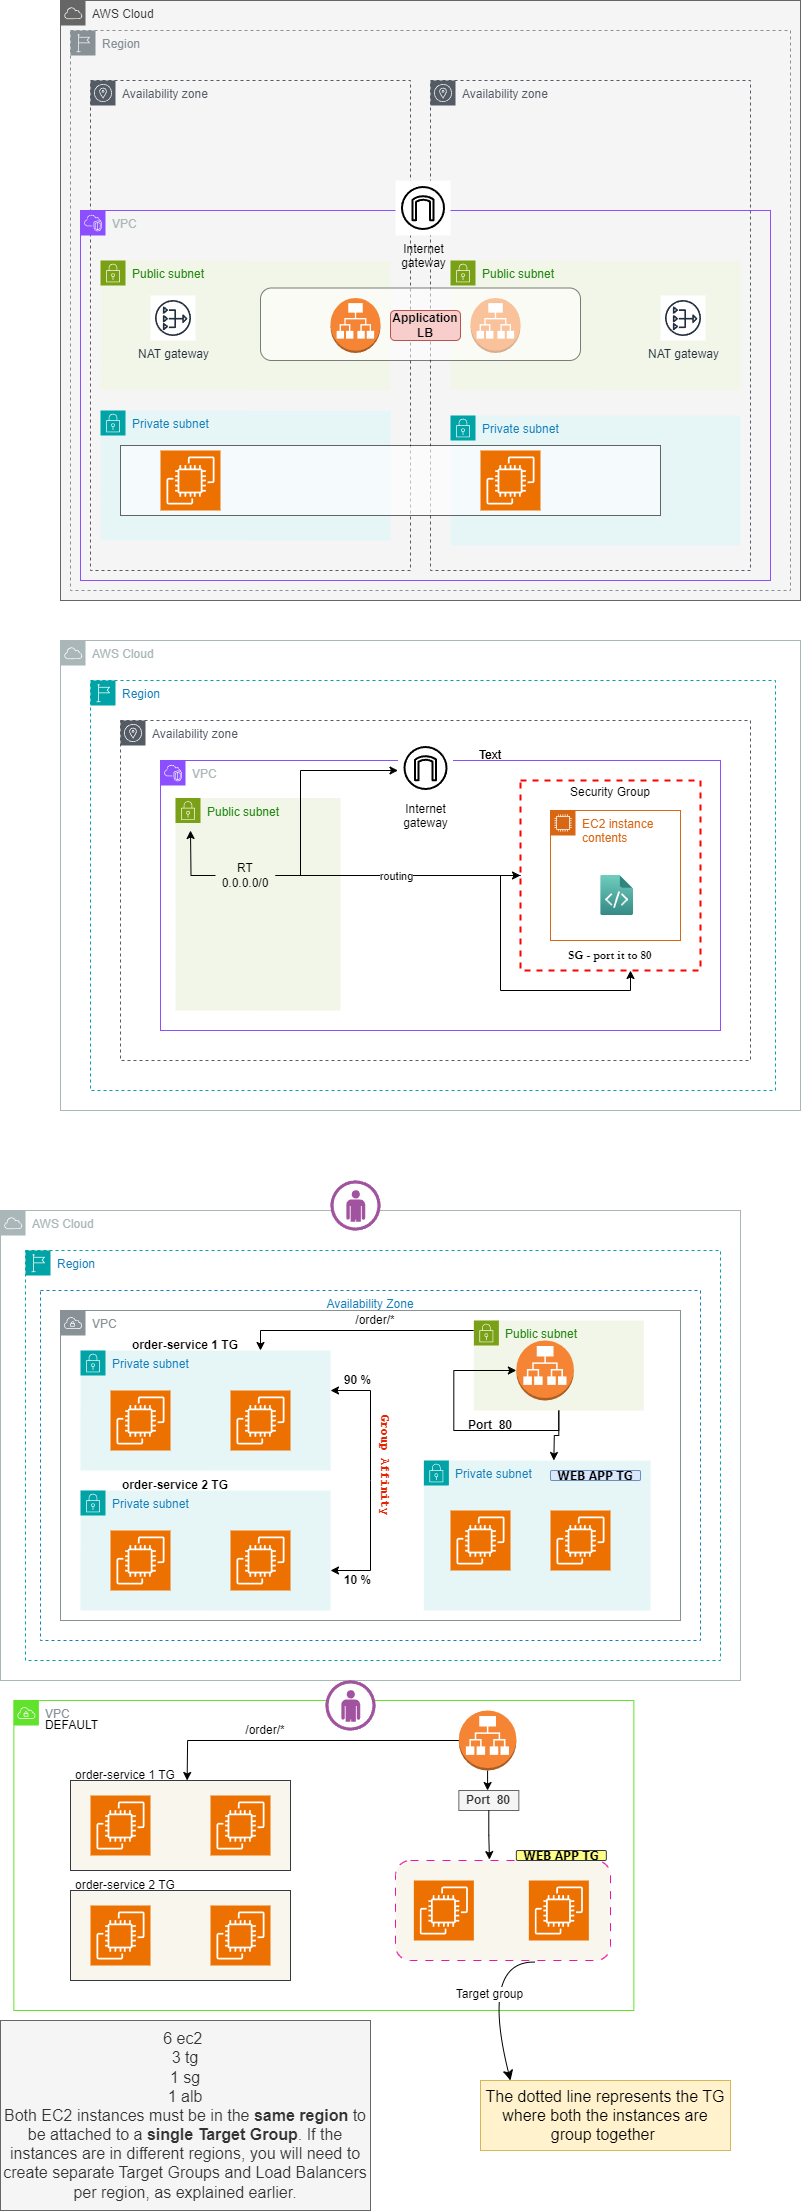 AWS Cloud
Region
Availability zone
Availability zone
VPC
Internet
gateway
Public subnet
Public subnet
NAT gateway
Application
LB
NAT gateway
Private subnet
Private subnet
AWS Cloud
Region
Availability zone
VPC
Text
Internet
gateway
Security Group
Public subnet
EC2 instance
contents
RT
0.0.0.0/0
routing
SG - port it to 80
AWS Cloud
Region
Availability Zone
VPC
/order/*
order-service 1 TG
Public subnet
Private subnet
90 %
Port 80
Group Affinity
order-service 2 TG
Private subnet
Private subnet
WEB APP TG
10 %
VPC
DEFAULT
/order/*
order-service 1 TG
Port 80
WEB APP TG
order-service 2 TG
Target group
6 ec2
3 tg
1 sg
1 alb
Both EC2 instances must be in the same region to
be attached to a single Target Group. If the
instances are in different regions, you will need to
create separate Target Groups and Load Balancers
per region, as explained earlier.
The dotted line represents the TG
where both the instances are
group together